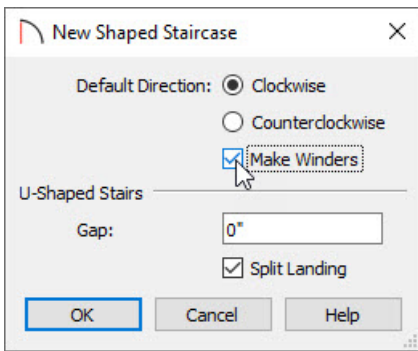 New Shaped Staircase
Default Direction: Clockwise
Counterclockwise
Make Winders
U-Shaped Stairs
Gap: 0"
Split Landing
OK Cancel Help